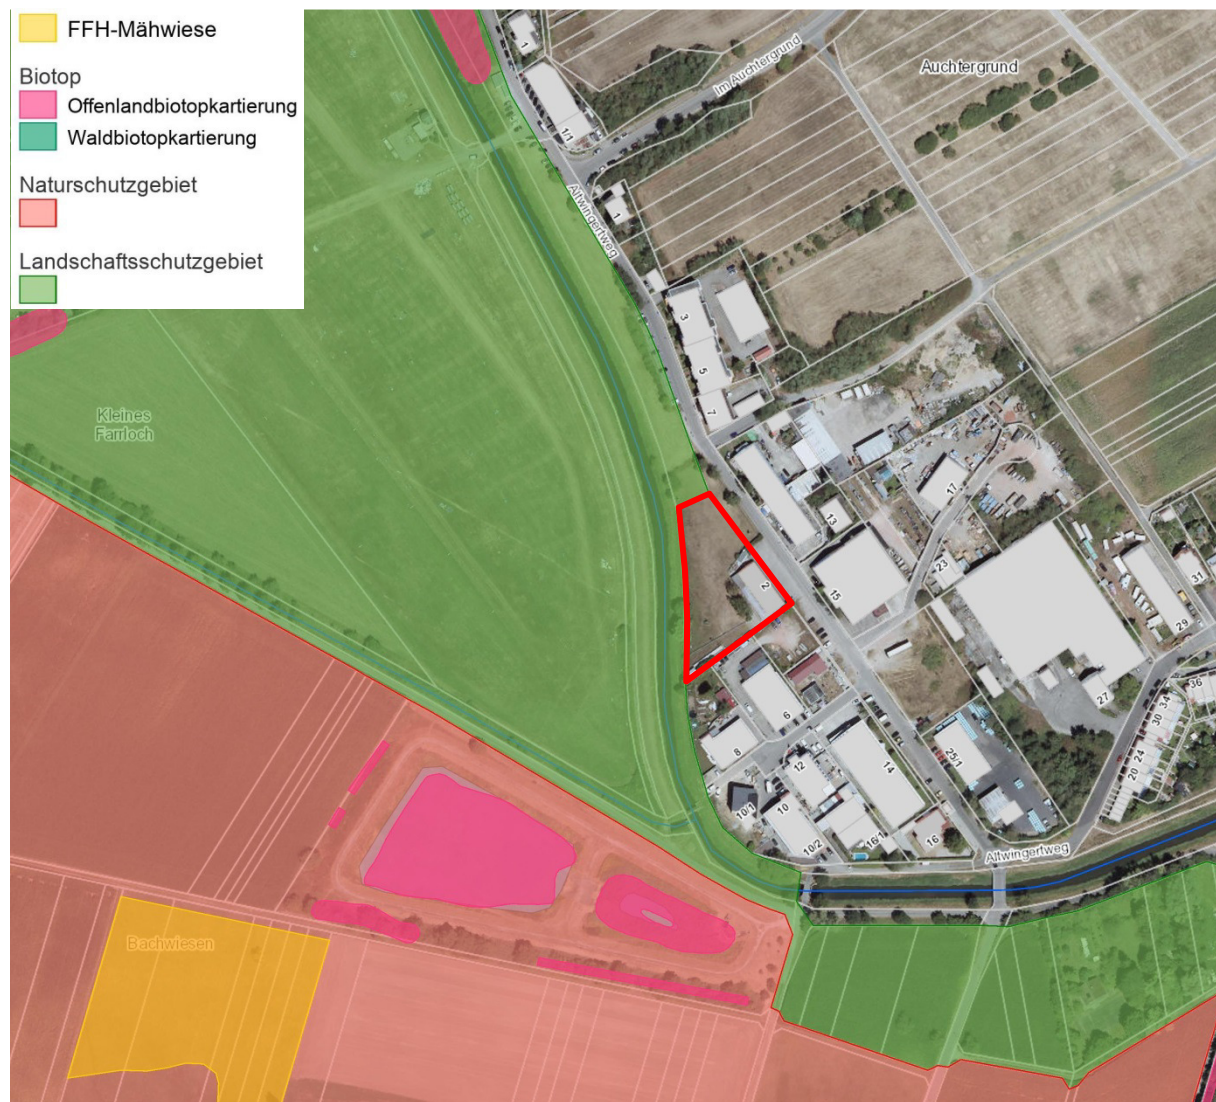 FFH-Mähwiese
Biotop
Offenlandbiotopkartierung
Waldbiotopkartierung
Naturschutzgebiet
Landschaftsschutzgebiet
1
Im Auchtergrund
Auchtergrund
1/1
Altwingertweg
1
3
5
7
Kleines
Farrloch
13
17
2
15
23
31
29
27
36
34
30
24
20
6
8
12
14
25/1
10/1
10
10/2
16/1
16
Altwingertweg
Bachwiesen